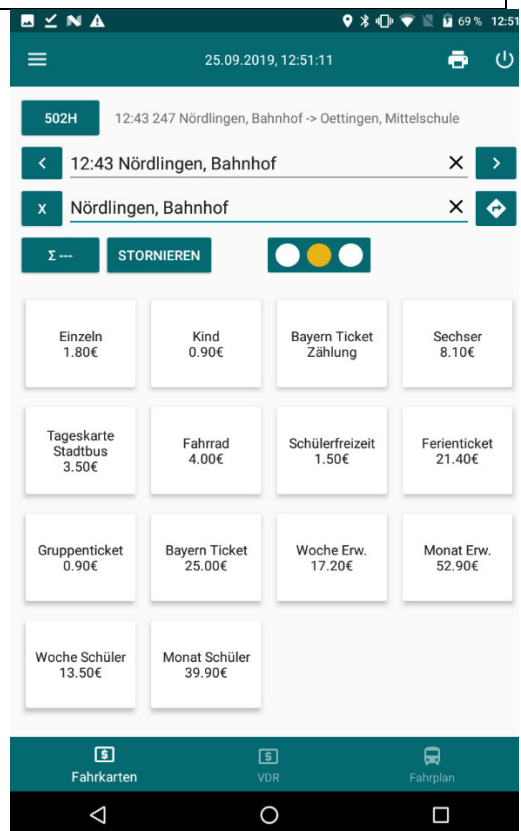 69 % 12:51
25.09.2019, 12:51:11
502H 12:43 247 Nördlingen, Bahnhof -> Oettingen, Mittelschule
< 12:43 Nördlingen, Bahnhof X >
X Nördlingen, Bahnhof X
Σ --- STORNIEREN
Einzeln
1.80€
Kind
0.90€
Bayern Ticket
Zählung
Sechser
8.10€
Tageskarte
Stadtbus
3.50€
Fahrrad
4.00€
Schülerfreizeit
1.50€
Ferienticket
21.40€
Gruppenticket
0.90€
Bayern Ticket
25.00€
Woche Erw.
17.20€
Monat Erw.
52.90€
Woche Schüler
13.50€
Monat Schüler
39.90€
Fahrkarten
VDR
Fahrplan